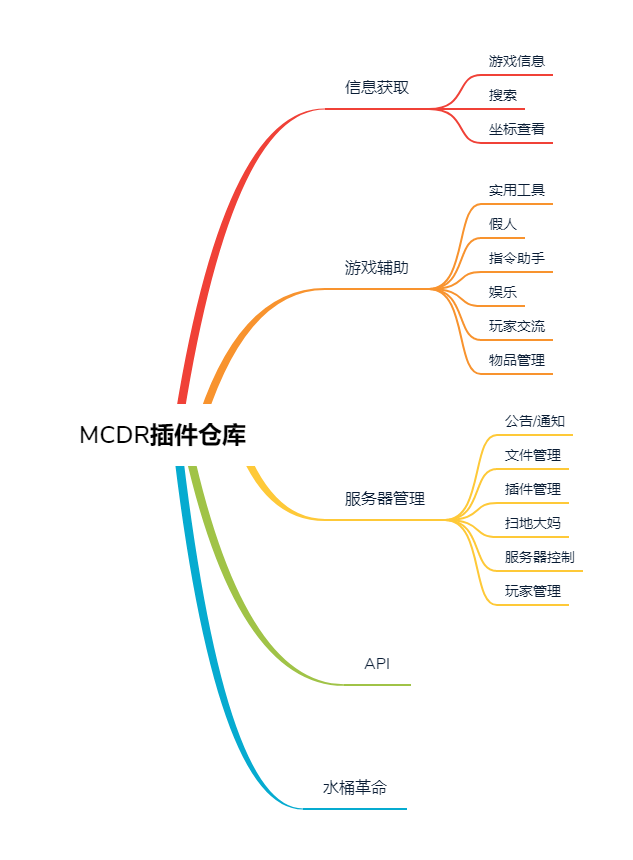 信息获取
游戏信息
搜索
坐标查看
游戏辅助
实用工具
假人
指令助手
娱乐
玩家交流
物品管理
MCDR插件仓库
服务器管理
公告/通知
文件管理
插件管理
扫地大妈
服务器控制
玩家管理
API
水桶革命